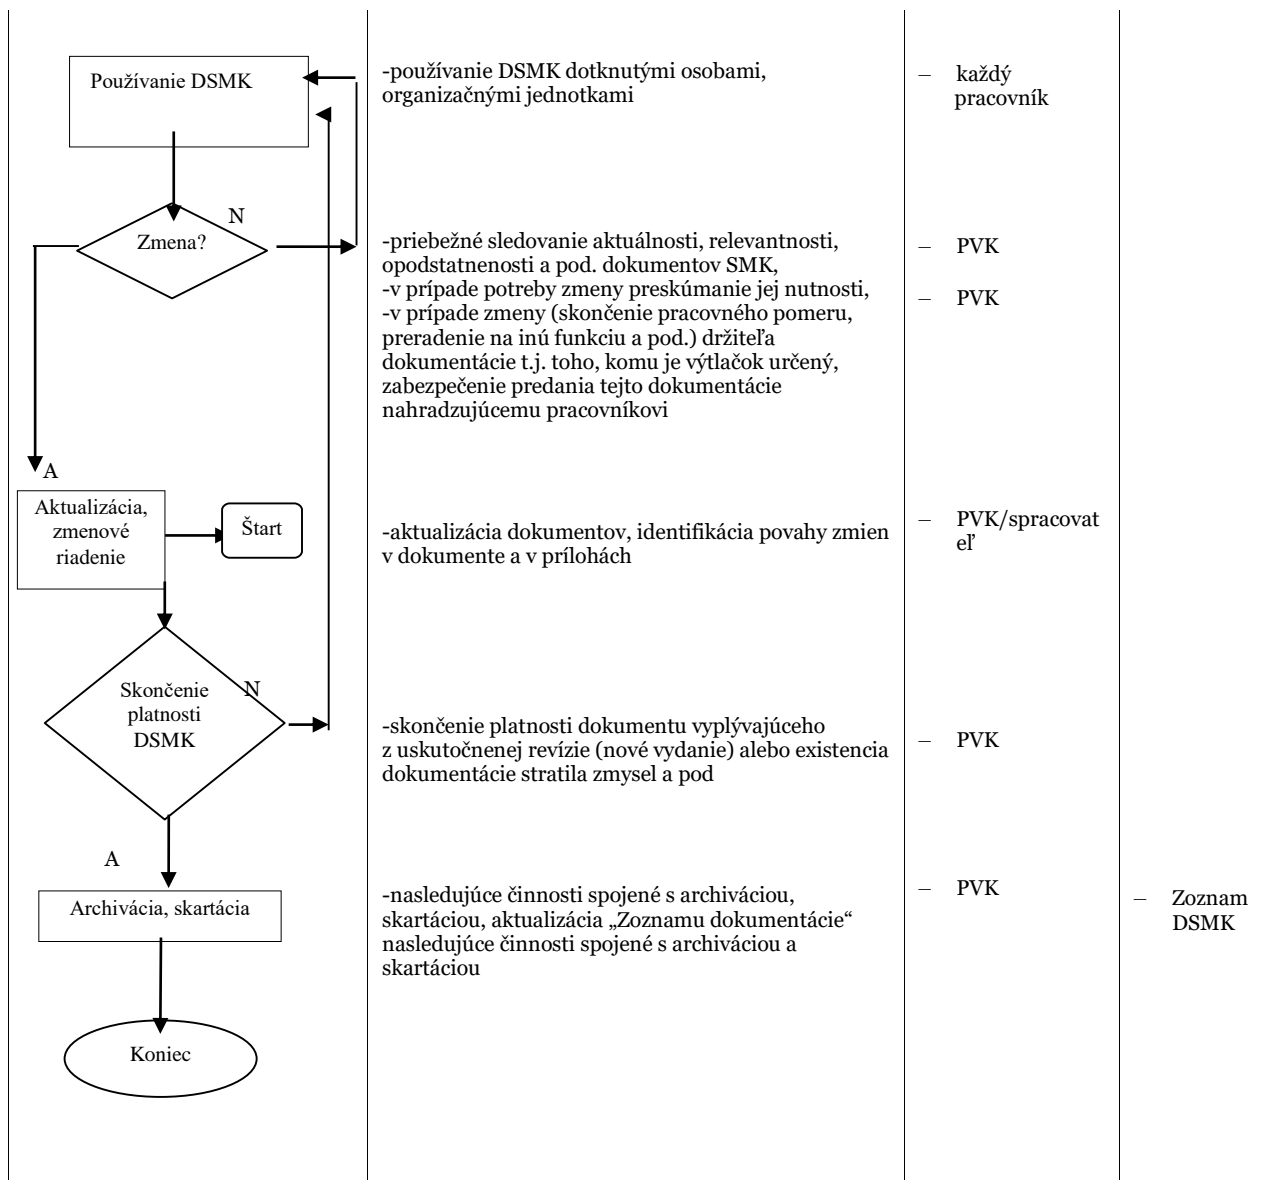 Používanie DSMK
-používanie DSMK dotknutými osobami,
organizačnými jednotkami
– každý
pracovník
N
Zmena?
-priebežné sledovanie aktuálnosti, relevantnosti,
opodstatnenosti a pod. dokumentov SMK,
-v prípade potreby zmeny preskúmanie jej nutnosti,
-v prípade zmeny (skončenie pracovného pomeru,
preradenie na inú funkciu a pod.) držiteľa
dokumentácie t.j. toho, komu je výtlačok určený,
zabezpečenie predania tejto dokumentácie
nahradzujúcemu pracovníkovi
– PVK
– PVK
A
Aktualizácia,
zmenové
riadenie
Štart
-aktualizácia dokumentov, identifikácia povahy zmien
v dokumente a v prílohách
– PVK/spracovat
eľ
Skončenie
platnosti
DSMK
N
-skončenie platnosti dokumentu vyplývajúceho
z uskutočnenej revízie (nové vydanie) alebo existencia
dokumentácie stratila zmysel a pod
– PVK
A
Archivácia, skartácia
-nasledujúce činnosti spojené s archiváciou,
skartáciou, aktualizácia „Zoznamu dokumentácie“
nasledujúce činnosti spojené s archiváciou a
skartáciou
– PVK
– Zoznam
DSMK
Koniec